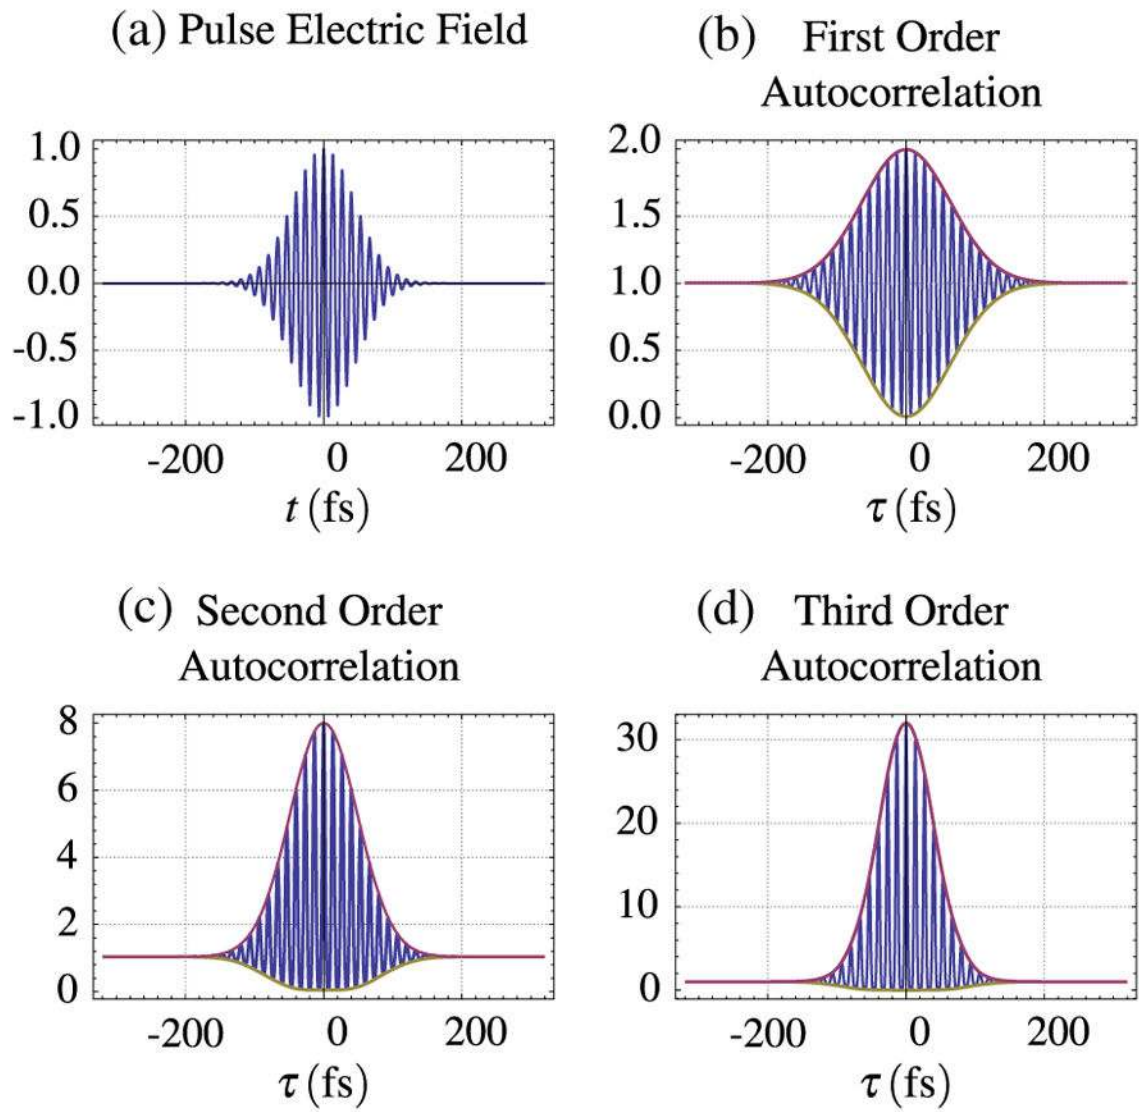 (a) Pulse Electric Field
1.0
0.5
0.0
-0.5
-1.0
-200 0 200
t (fs)
(b) First Order
Autocorrelation
2.0
1.5
1.0
0.5
0.0
-200 0 200
τ (fs)
(c) Second Order
Autocorrelation
8
6
4
2
0
-200 0 200
τ (fs)
(d) Third Order
Autocorrelation
30
20
10
0
-200 0 200
τ (fs)